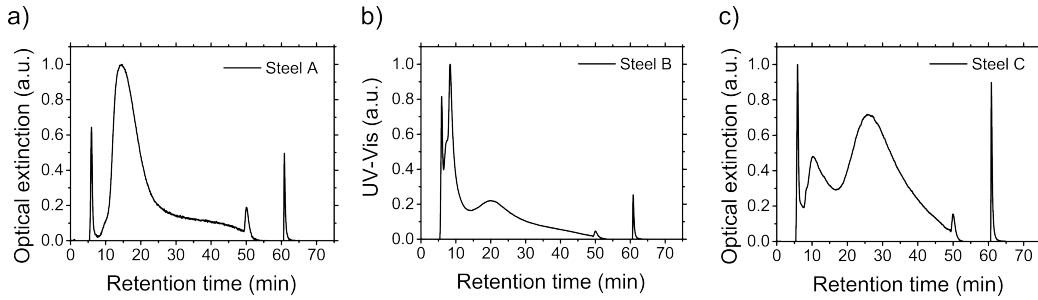 a)
Optical extinction (a.u.)
1.0
0.8
0.6
0.4
0.2
0.0
Steel A
0 10 20 30 40 50 60 70
Retention time (min)
b)
UV-Vis (a.u.)
1.0
0.8
0.6
0.4
0.2
0.0
Steel B
0 10 20 30 40 50 60 70
Retention time (min)
c)
Optical extinction (a.u.)
1.0
0.8
0.6
0.4
0.2
0.0
Steel C
0 10 20 30 40 50 60 70
Retention time (min)